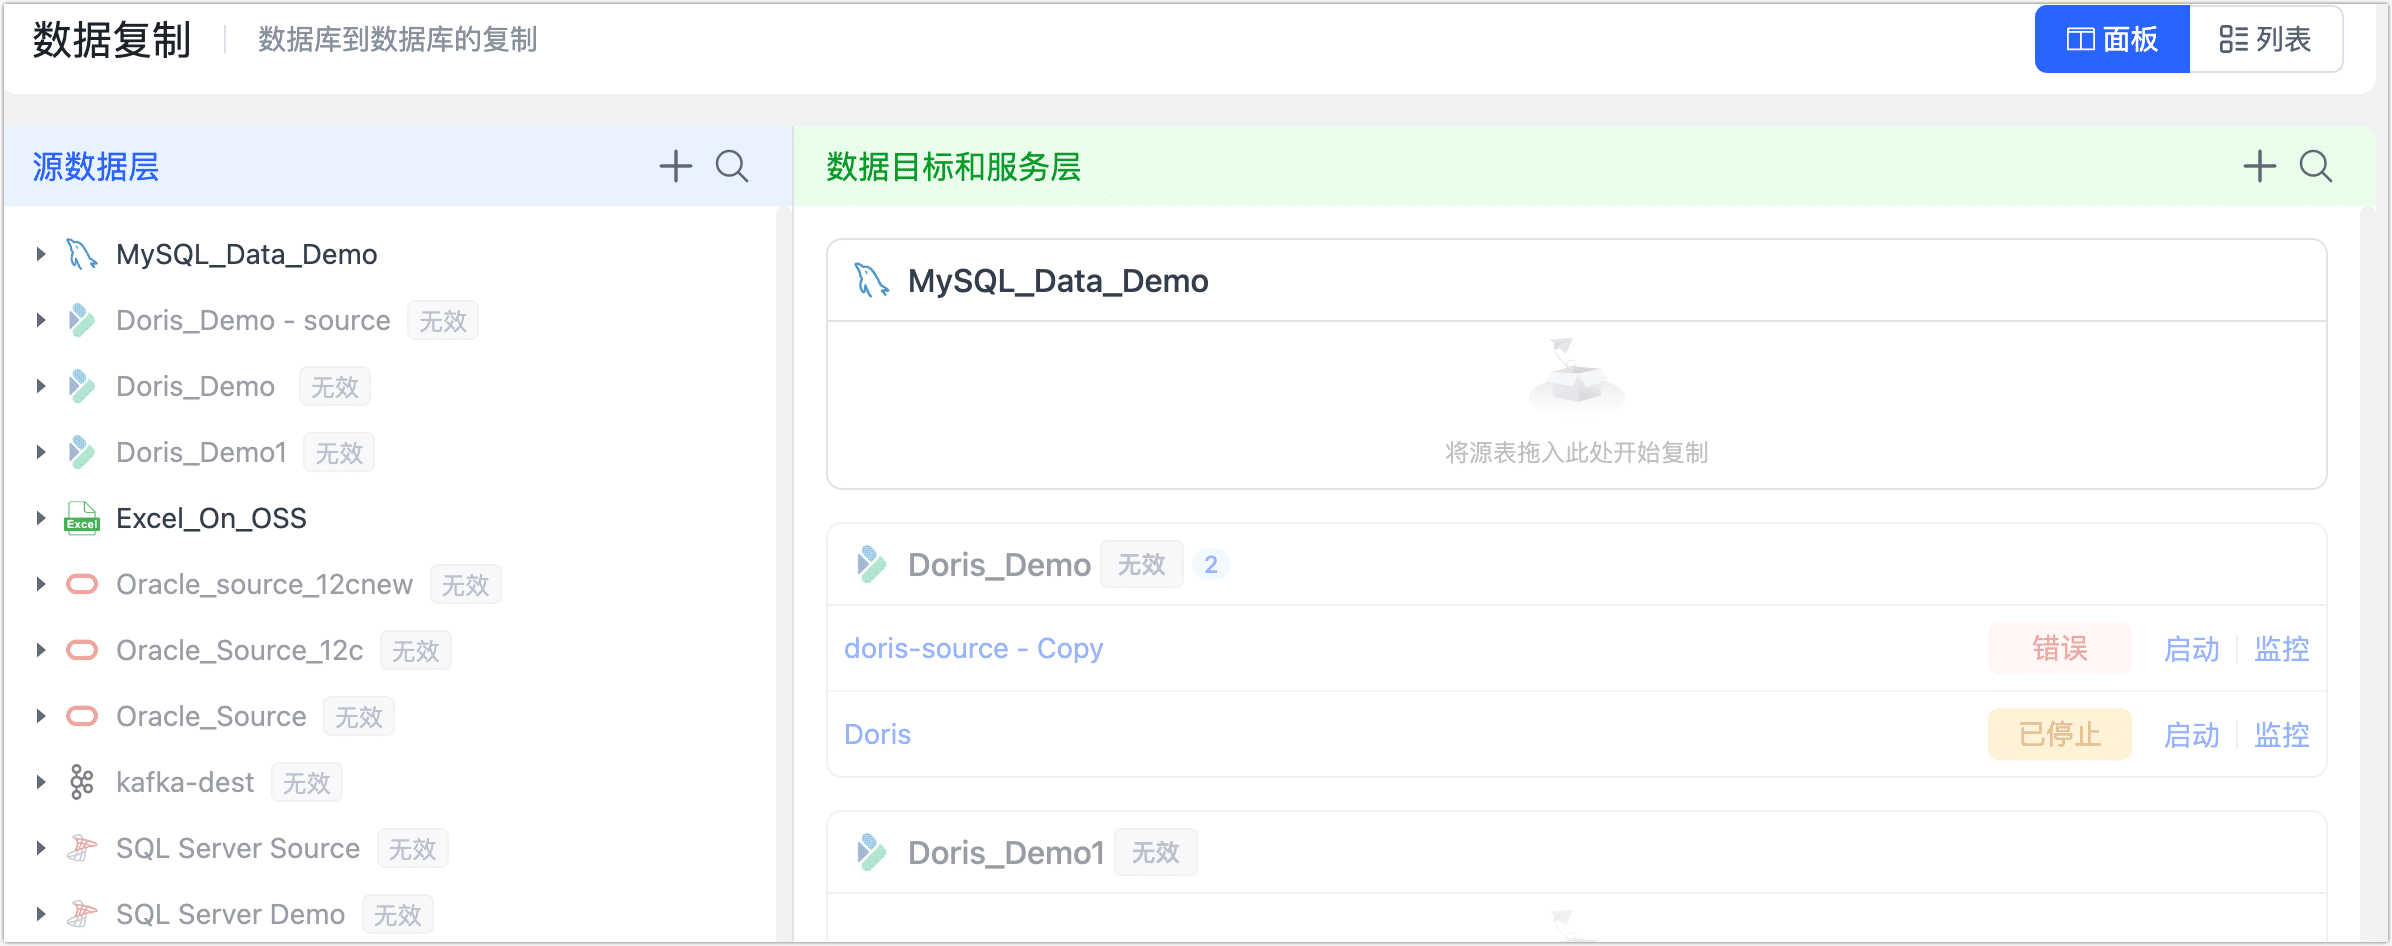 数据复制 数据库到数据库的复制 面板 列表
源数据层
MySQL_Data_Demo
Doris_Demo - source 无效
Doris_Demo 无效
Doris_Demo1 无效
Excel_On_OSS
Oracle_source_12cnew 无效
Oracle_Source_12c 无效
Oracle_Source 无效
kafka-dest 无效
SQL Server Source 无效
SQL Server Demo 无效
数据目标和服务层
MySQL_Data_Demo
将源表拖入此处开始复制
Doris_Demo 无效 2
doris-source - Copy 错误 启动 监控
Doris 已停止 启动 监控
Doris_Demo1 无效